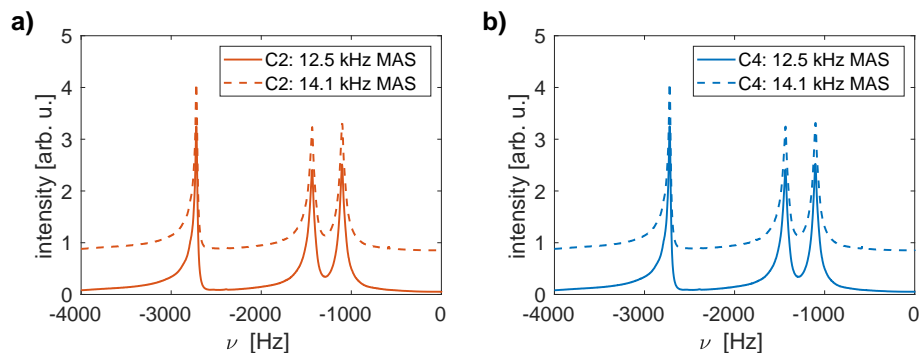 a)
5
4
3
2
1
0
intensity [arb. u.]
C2: 12.5 kHz MAS
C2: 14.1 kHz MAS
-4000 -3000 -2000 -1000 0
ν [Hz]
b)
5
4
3
2
1
0
intensity [arb. u.]
C4: 12.5 kHz MAS
C4: 14.1 kHz MAS
-4000 -3000 -2000 -1000 0
ν [Hz]